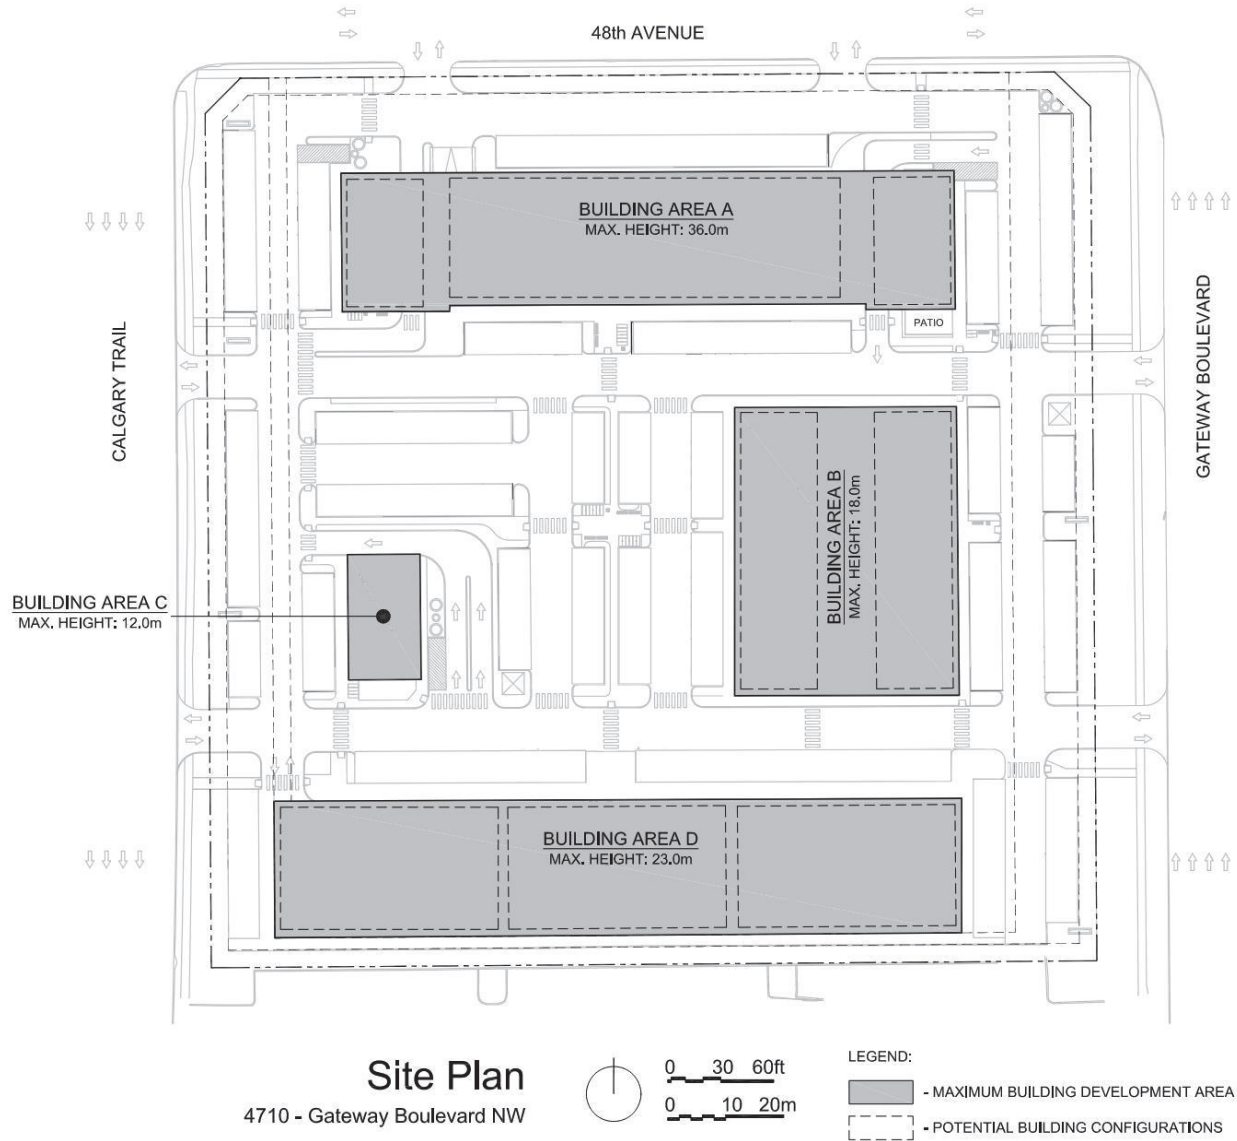 48th AVENUE
BUILDING AREA A
MAX. HEIGHT: 36.0m
PATIO
CALGARY TRAIL
GATEWAY BOULEVARD
BUILDING AREA B
MAX. HEIGHT: 18.0m
BUILDING AREA C
MAX. HEIGHT: 12.0m
BUILDING AREA D
MAX. HEIGHT: 23.0m
Site Plan
4710 - Gateway Boulevard NW
0 30 60ft
0 10 20m
LEGEND:
- MAXIMUM BUILDING DEVELOPMENT AREA
- POTENTIAL BUILDING CONFIGURATIONS